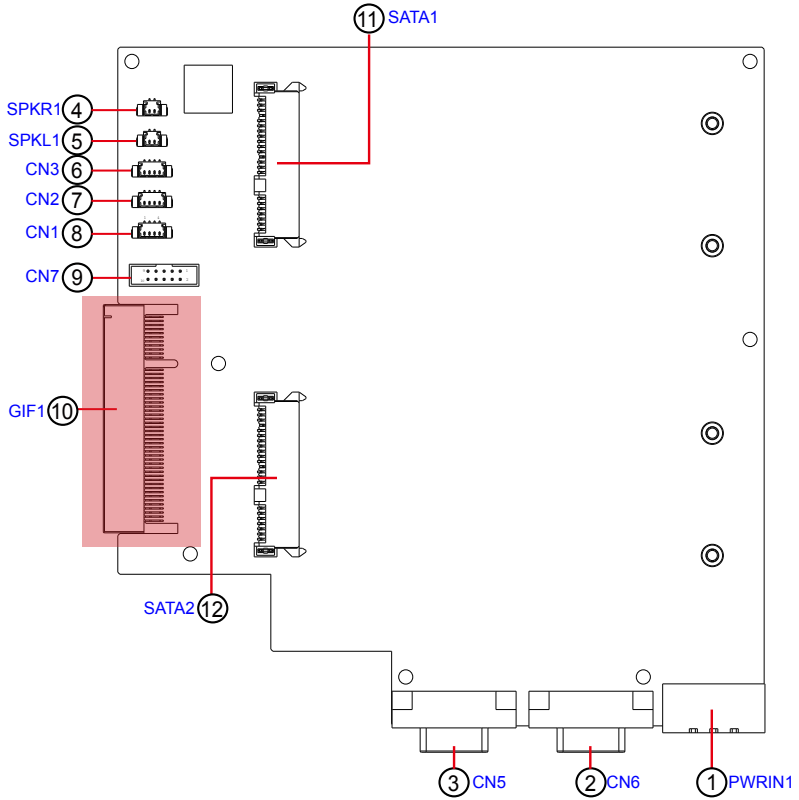 11 SATA1
SPKR1 4
SPKL1 5
CN3 6
CN2 7
CN1 8
CN7 9
GIF1 10
SATA2 12
3 CN5
2 CN6
1 PWRIN1